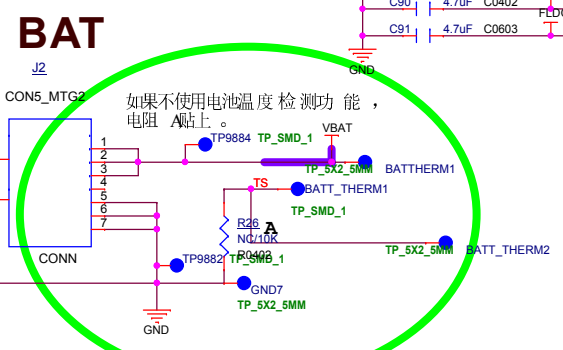 C90 4.7uF C0402
FLD
C91 4.7uF C0603
GND
BAT
J2
CON5_MTG2
如果不使用电池温度检测功能，
电阻 A贴上。
1
2
3
4
5
6
7
CONN
TP9884
TP_SMD_1
VBAT
TP_5X2_5MM
BATTHERM1
TS
BATT_THERM1
TP_SMD_1
R26
A
NC/10K
R0402
TP_5X2_5MM
BATT_THERM2
TP9882
TP_SMD_1
GND7
TP_5X2_5MM
GND